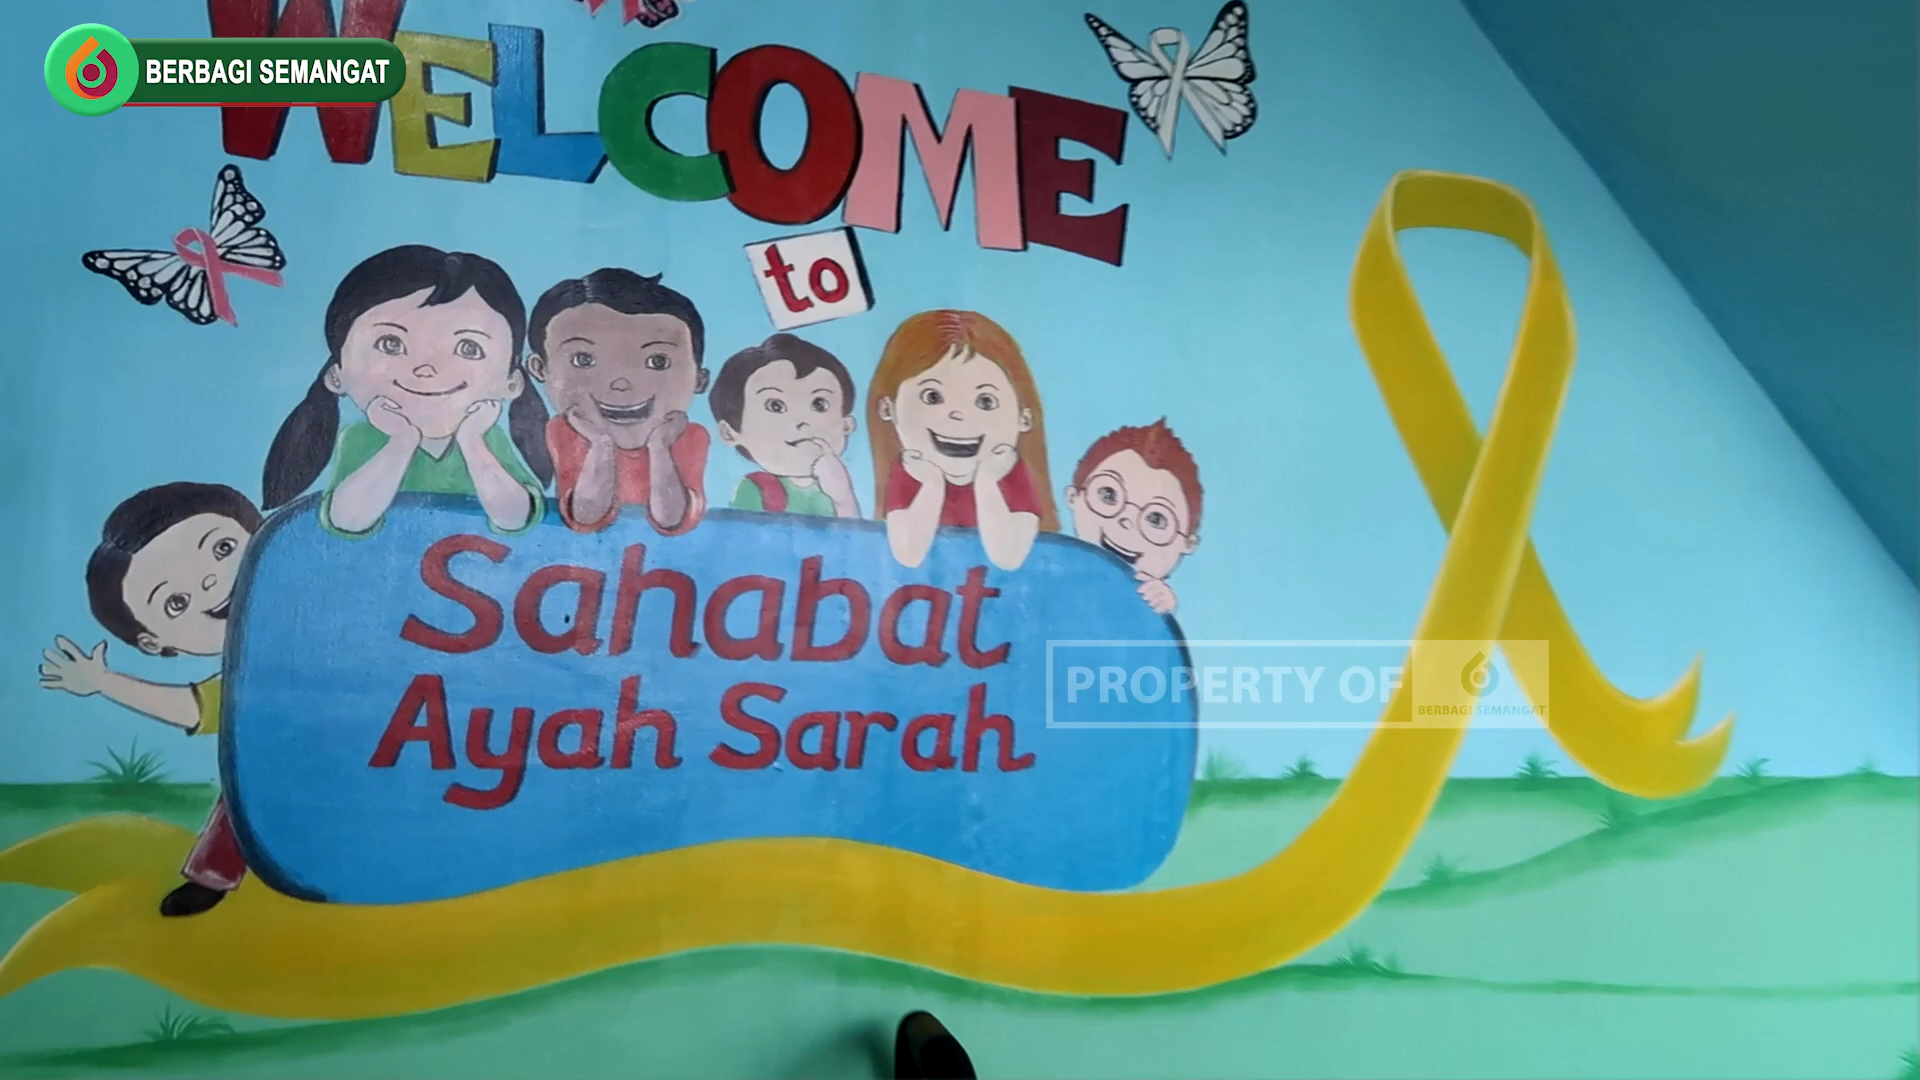 BERBAGI SEMANGAT
WELCOME
to
Sahabat
Ayah Sarah
PROPERTY OF
BERBAGI SEMANGAT